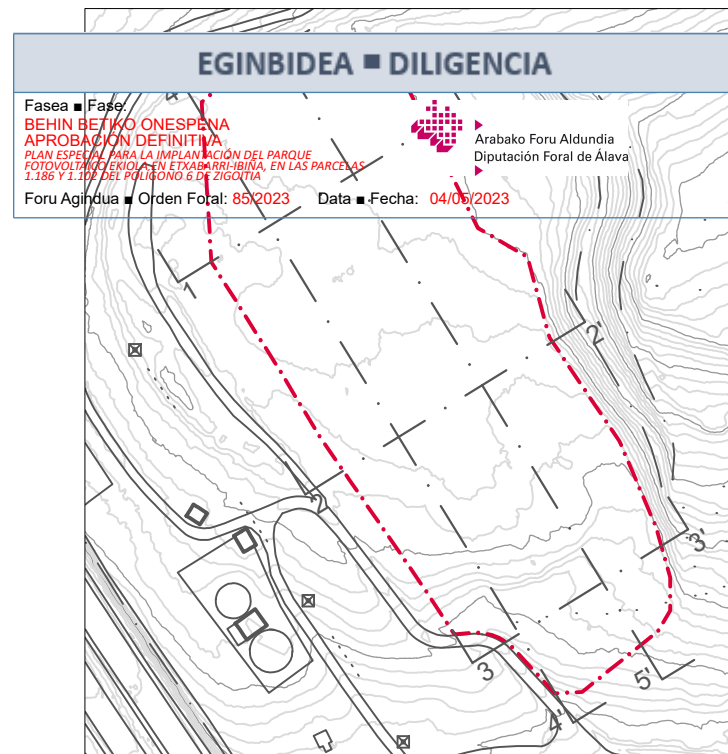 EGINBIDEA ■ DILIGENCIA
Fasea ■ Fase:
BEHIN BETIKO ONESPENA
APROBACIÓN DEFINITIVA
PLAN ESPECIAL PARA LA IMPLANTACIÓN DEL PARQUE
FOTOVOLTAICO EKIOLA EN ETXABARRI-IBIÑA, EN LAS PARCELAS
1.186 Y 1.102 DEL POLÍGONO 6 DE ZIGOITIA
Arabako Foru Aldundia
Diputación Foral de Álava
Foru Agindua ■ Orden Foral: 85/2023 Data ■ Fecha: 04/05/2023
1
2'
2
3'
3
5'
4'